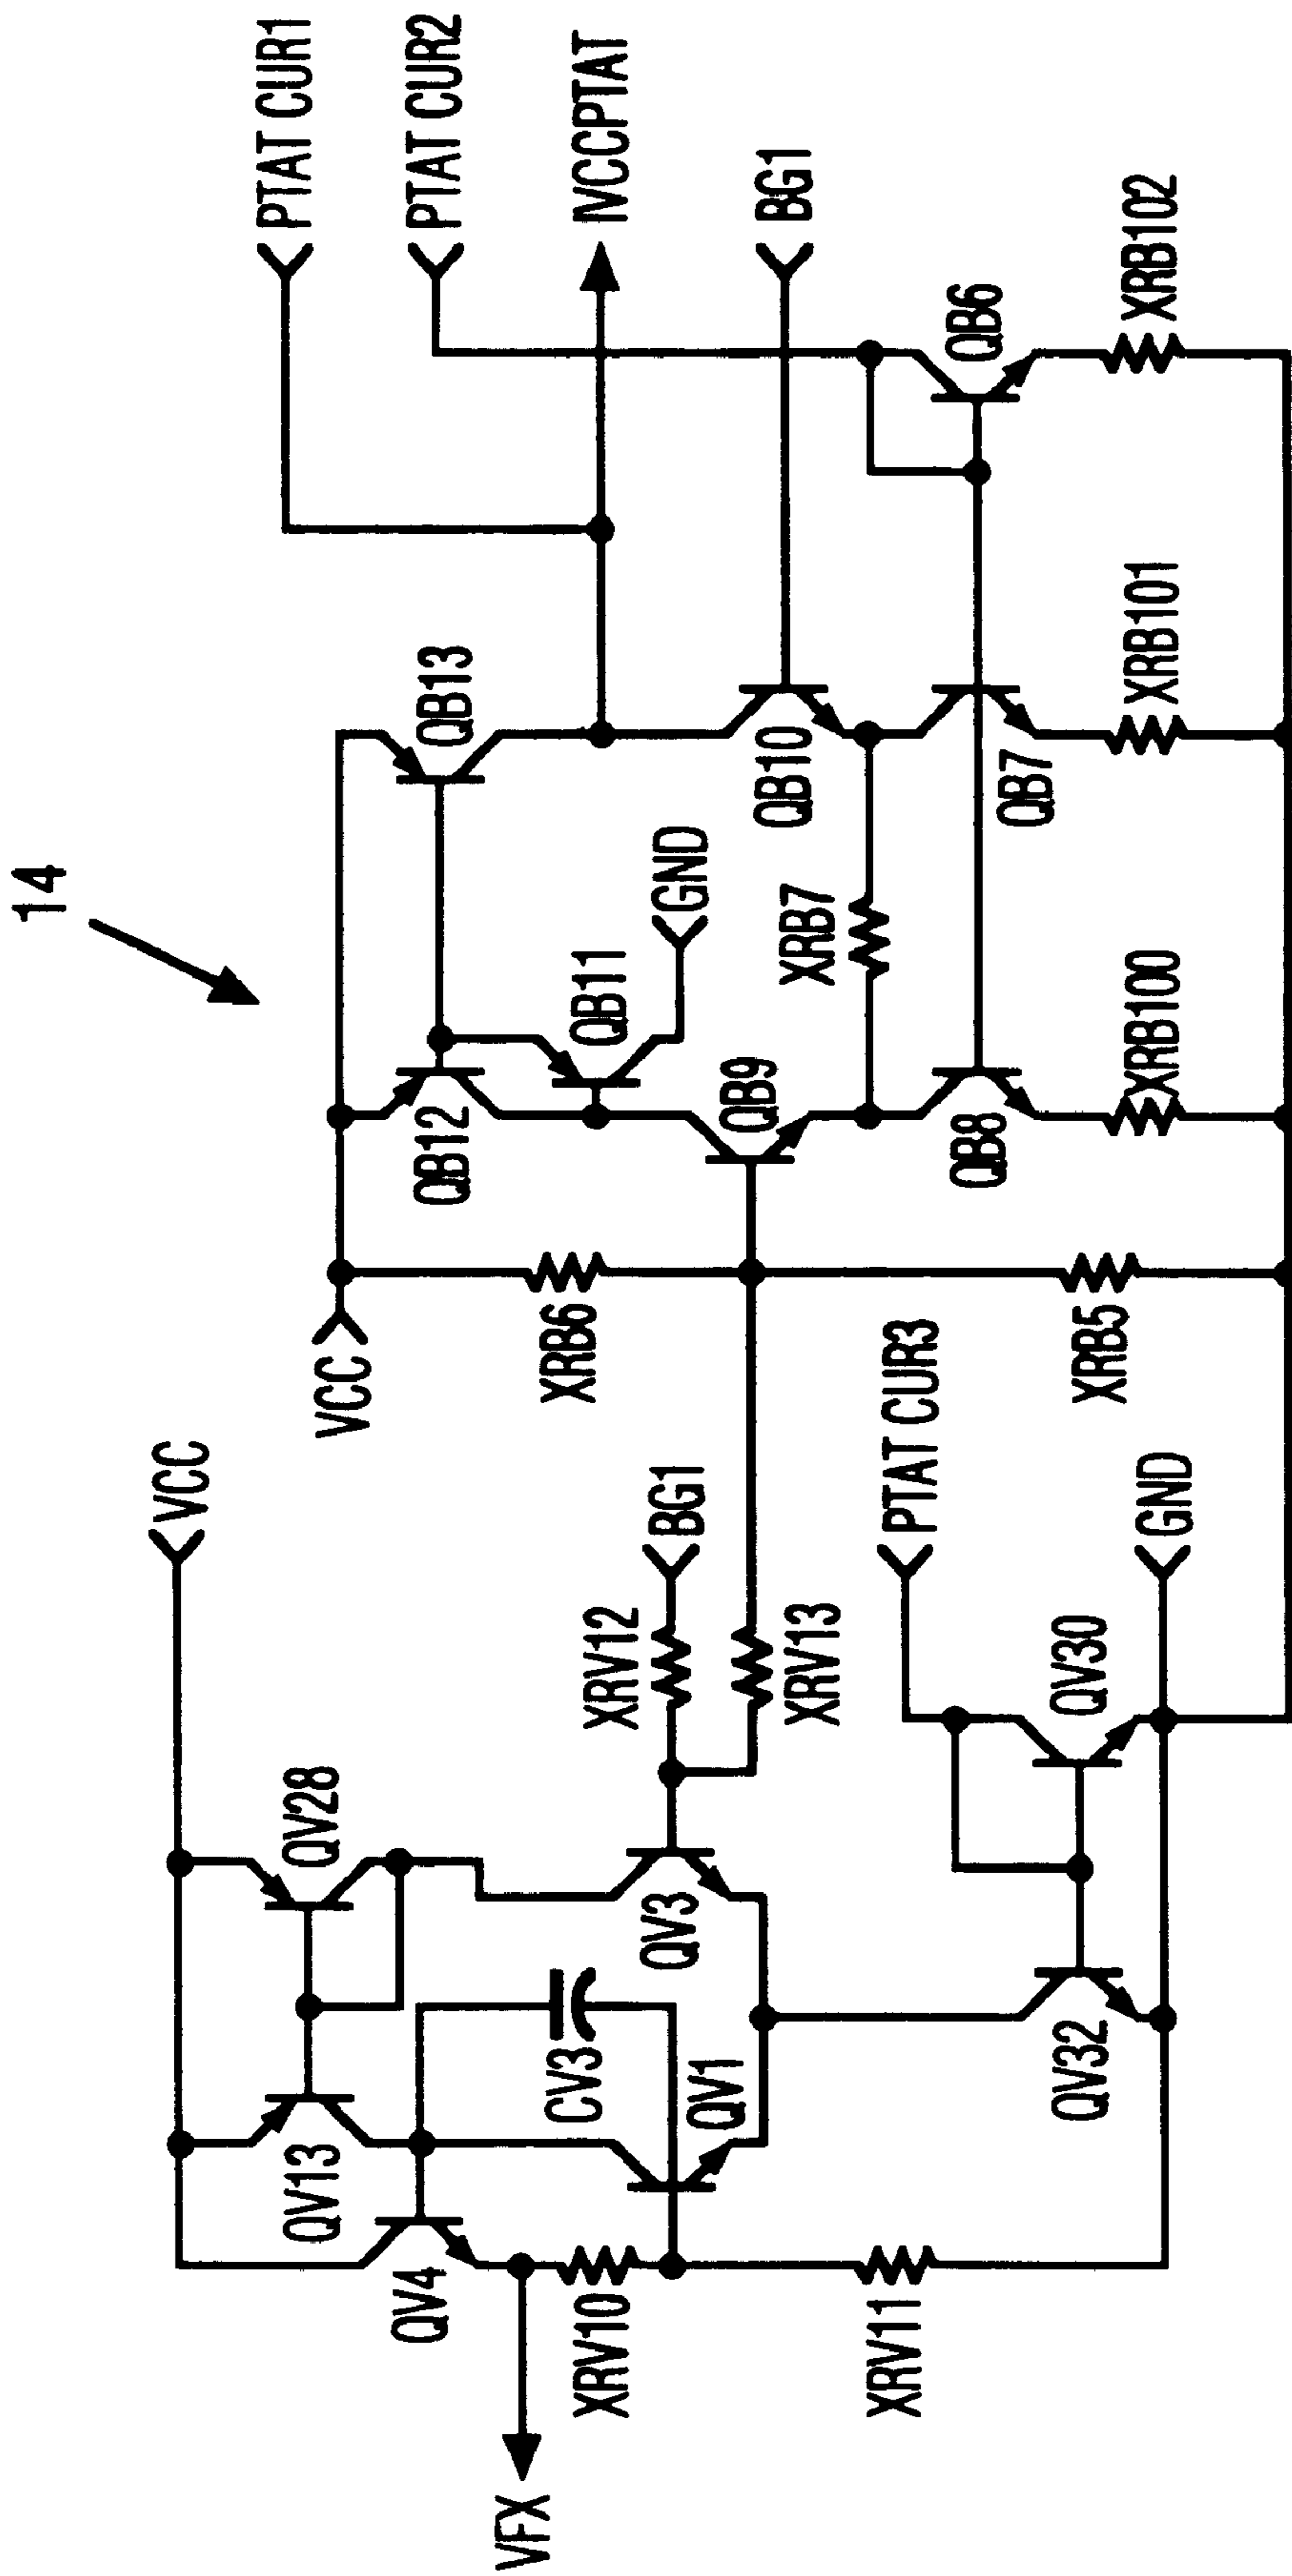 14
VCC
PTAT CUR1
PTAT CUR2
VCC
QV28
QB13
QV13
QB12
QV4
QB11
IVCCPTAT
XRB6
GND
CV3
XRV12
BG1
VFX
XRV10
QV3
QB9
QB10
BG1
QV1
XRV13
XRB7
PTAT CUR3
QB6
QB8
QB7
XRV11
QV32
QV30
XRB5
XRB100
XRB101
XRB102
GND